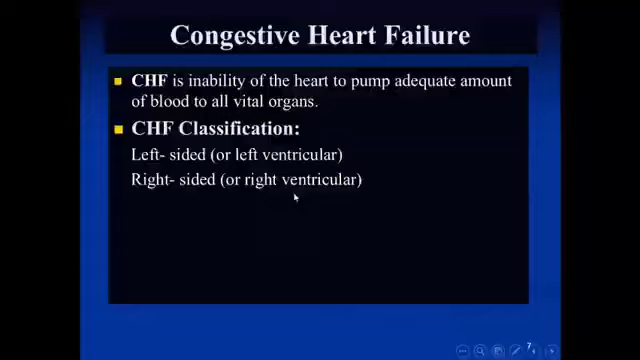 Congestive Heart Failure
CHF is inability of the heart to pump adequate amount
of blood to all vital organs.
CHF Classification:
Left- sided (or left ventricular)
Right- sided (or right ventricular)
7